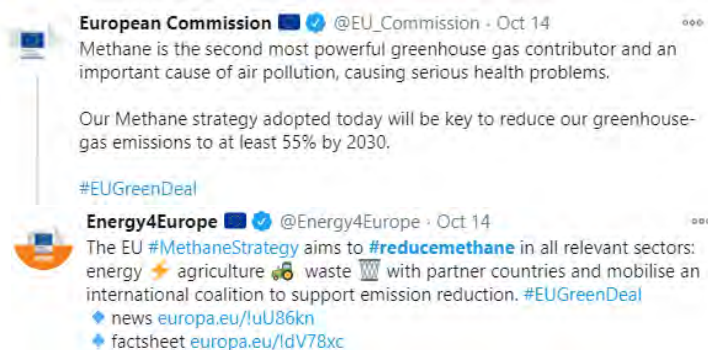 European Commission @EU_Commission · Oct 14
Methane is the second most powerful greenhouse gas contributor and an
important cause of air pollution, causing serious health problems.
Our Methane strategy adopted today will be key to reduce our greenhouse-
gas emissions to at least 55% by 2030.
#EUGreenDeal
Energy4Europe @Energy4Europe · Oct 14
The EU #MethaneStrategy aims to #reducemethane in all relevant sectors:
energy ⚡ agriculture 🚜 waste 🗑 with partner countries and mobilise an
international coalition to support emission reduction. #EUGreenDeal
🔹 news europa.eu/!uU86kn
🔹 factsheet europa.eu/!dV78xc